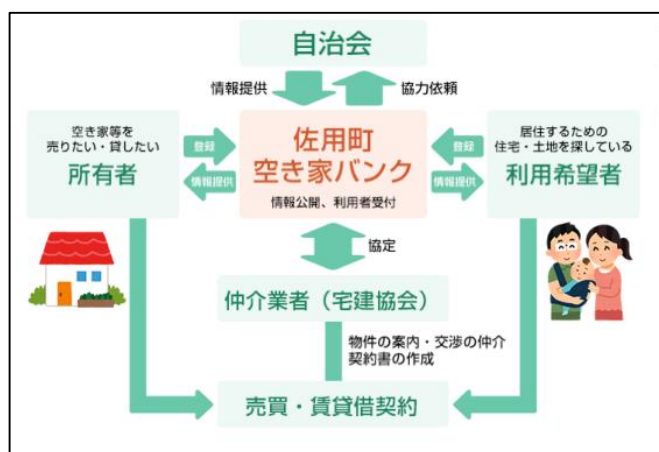 自治会
情報提供
協力依頼
空き家等を
売りたい・貸したい
所有者
登録
情報提供
佐用町
空き家バンク
情報公開、利用者受付
登録
情報提供
居住するための
住宅・土地を探している
利用希望者
協定
仲介業者（宅建協会）
物件の案内・交渉の仲介
契約書の作成
売買・賃貸借契約